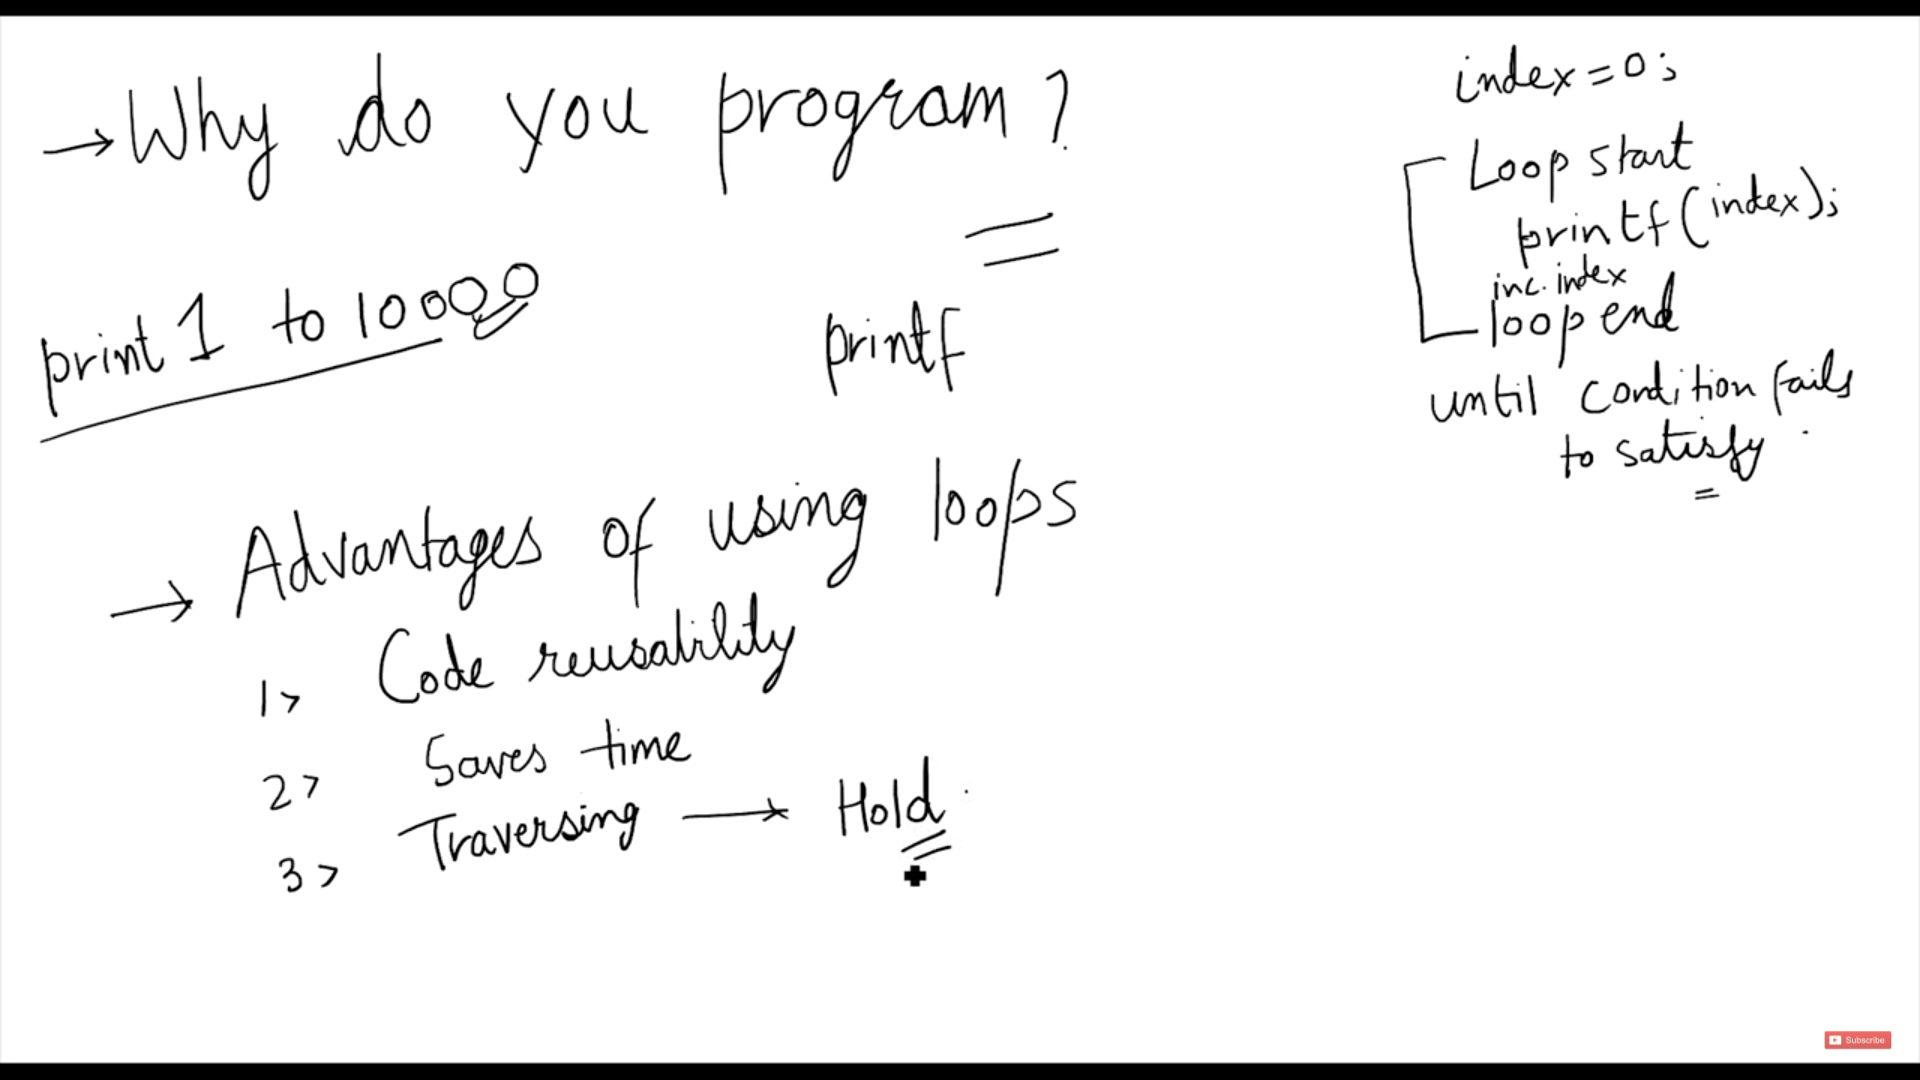 → Why do you program?
print 1 to 10000
printf
→ Advantages of using loops
1> Code reusability
2> Saves time
3> Traversing → Hold
index=0;
Loop start
printf(index);
inc. index
loop end
until condition fails
to satisfy
Subscribe